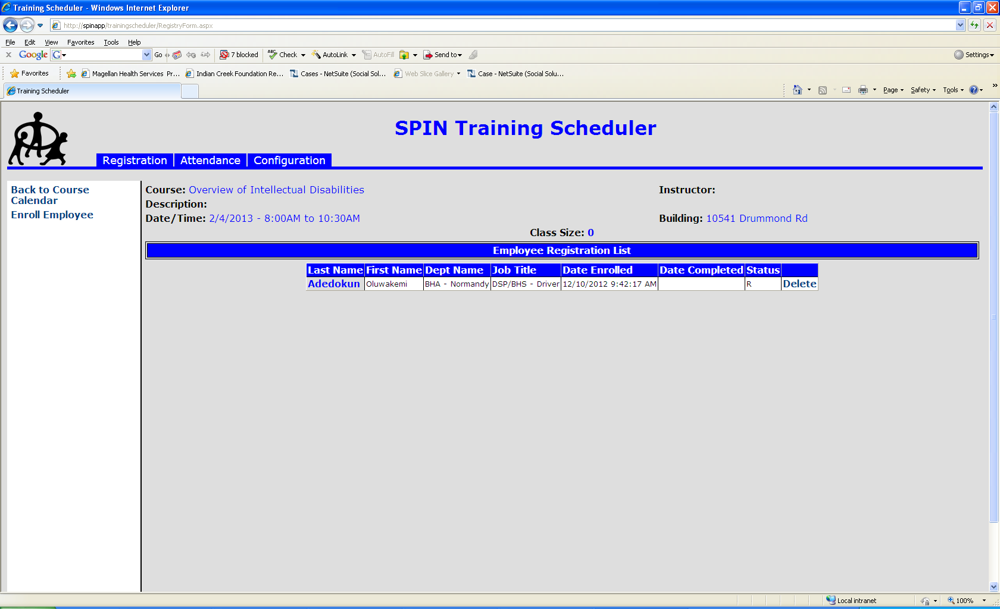 Training Scheduler - Windows Internet Explorer
http://spinapp/trainingscheduler/RegistryForm.aspx
File Edit View Favorites Tools Help
x Google G Go 7 blocked ABC Check AutoLink AutoFill Send to Settings
Favorites Magellan Health Services Pr... Indian Creek Foundation Re... N Cases - NetSuite (Social Sol... Web Slice Gallery N Case - NetSuite (Social Solu...
Training Scheduler Page Safety Tools ? »
SPIN Training Scheduler
Registration Attendance Configuration
Back to Course
Calendar
Enroll Employee
Course: Overview of Intellectual Disabilities Instructor:
Description:
Date/Time: 2/4/2013 - 8:00AM to 10:30AM Building: 10541 Drummond Rd
Class Size: 0
Employee Registration List
Last Name First Name Dept Name Job Title Date Enrolled Date Completed Status
Adedokun Oluwakemi BHA - Normandy DSP/BHS - Driver 12/10/2012 9:42:17 AM R Delete
Local intranet 100%